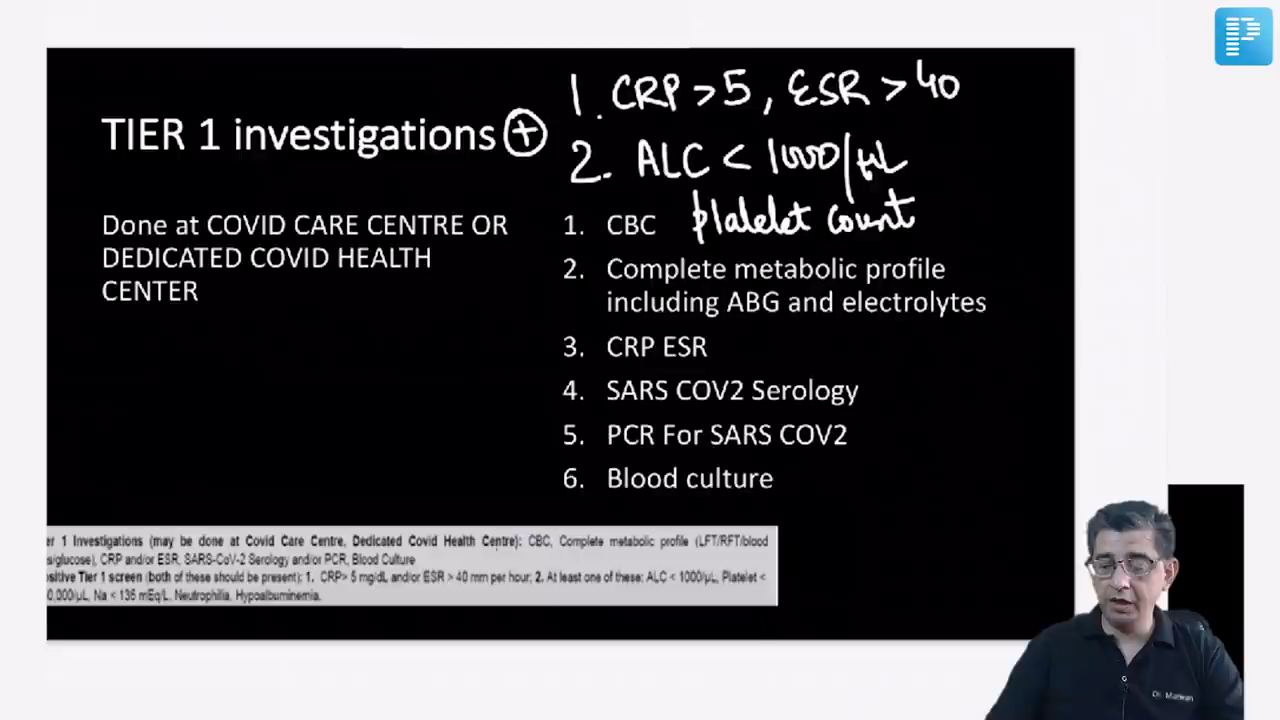 1. CRP > 5, ESR > 40
TIER 1 investigations +
2. ALC < 1000/μL
Platelet count
Done at COVID CARE CENTRE OR
DEDICATED COVID HEALTH
CENTER
1. CBC
2. Complete metabolic profile
including ABG and electrolytes
3. CRP ESR
4. SARS COV2 Serology
5. PCR For SARS COV2
6. Blood culture
er 1 Investigations (may be done at Covid Care Centre, Dedicated Covid Health Centre): CBC, Complete metabolic profile (LFT/RFT/blood
s/glucose), CRP and/or ESR, SARS-CoV-2 Serology and/or PCR, Blood Culture
sitive Tier 1 screen (both of these should be present): 1. CRP> 5 mg/dL and/or ESR > 40 mm per hour; 2. At least one of these: ALC < 1000/μL, Platelet <
0,000/μL, Na < 135 mEq/L, Neutrophilia, Hypoalbuminemia.
Dr. Marwah
P